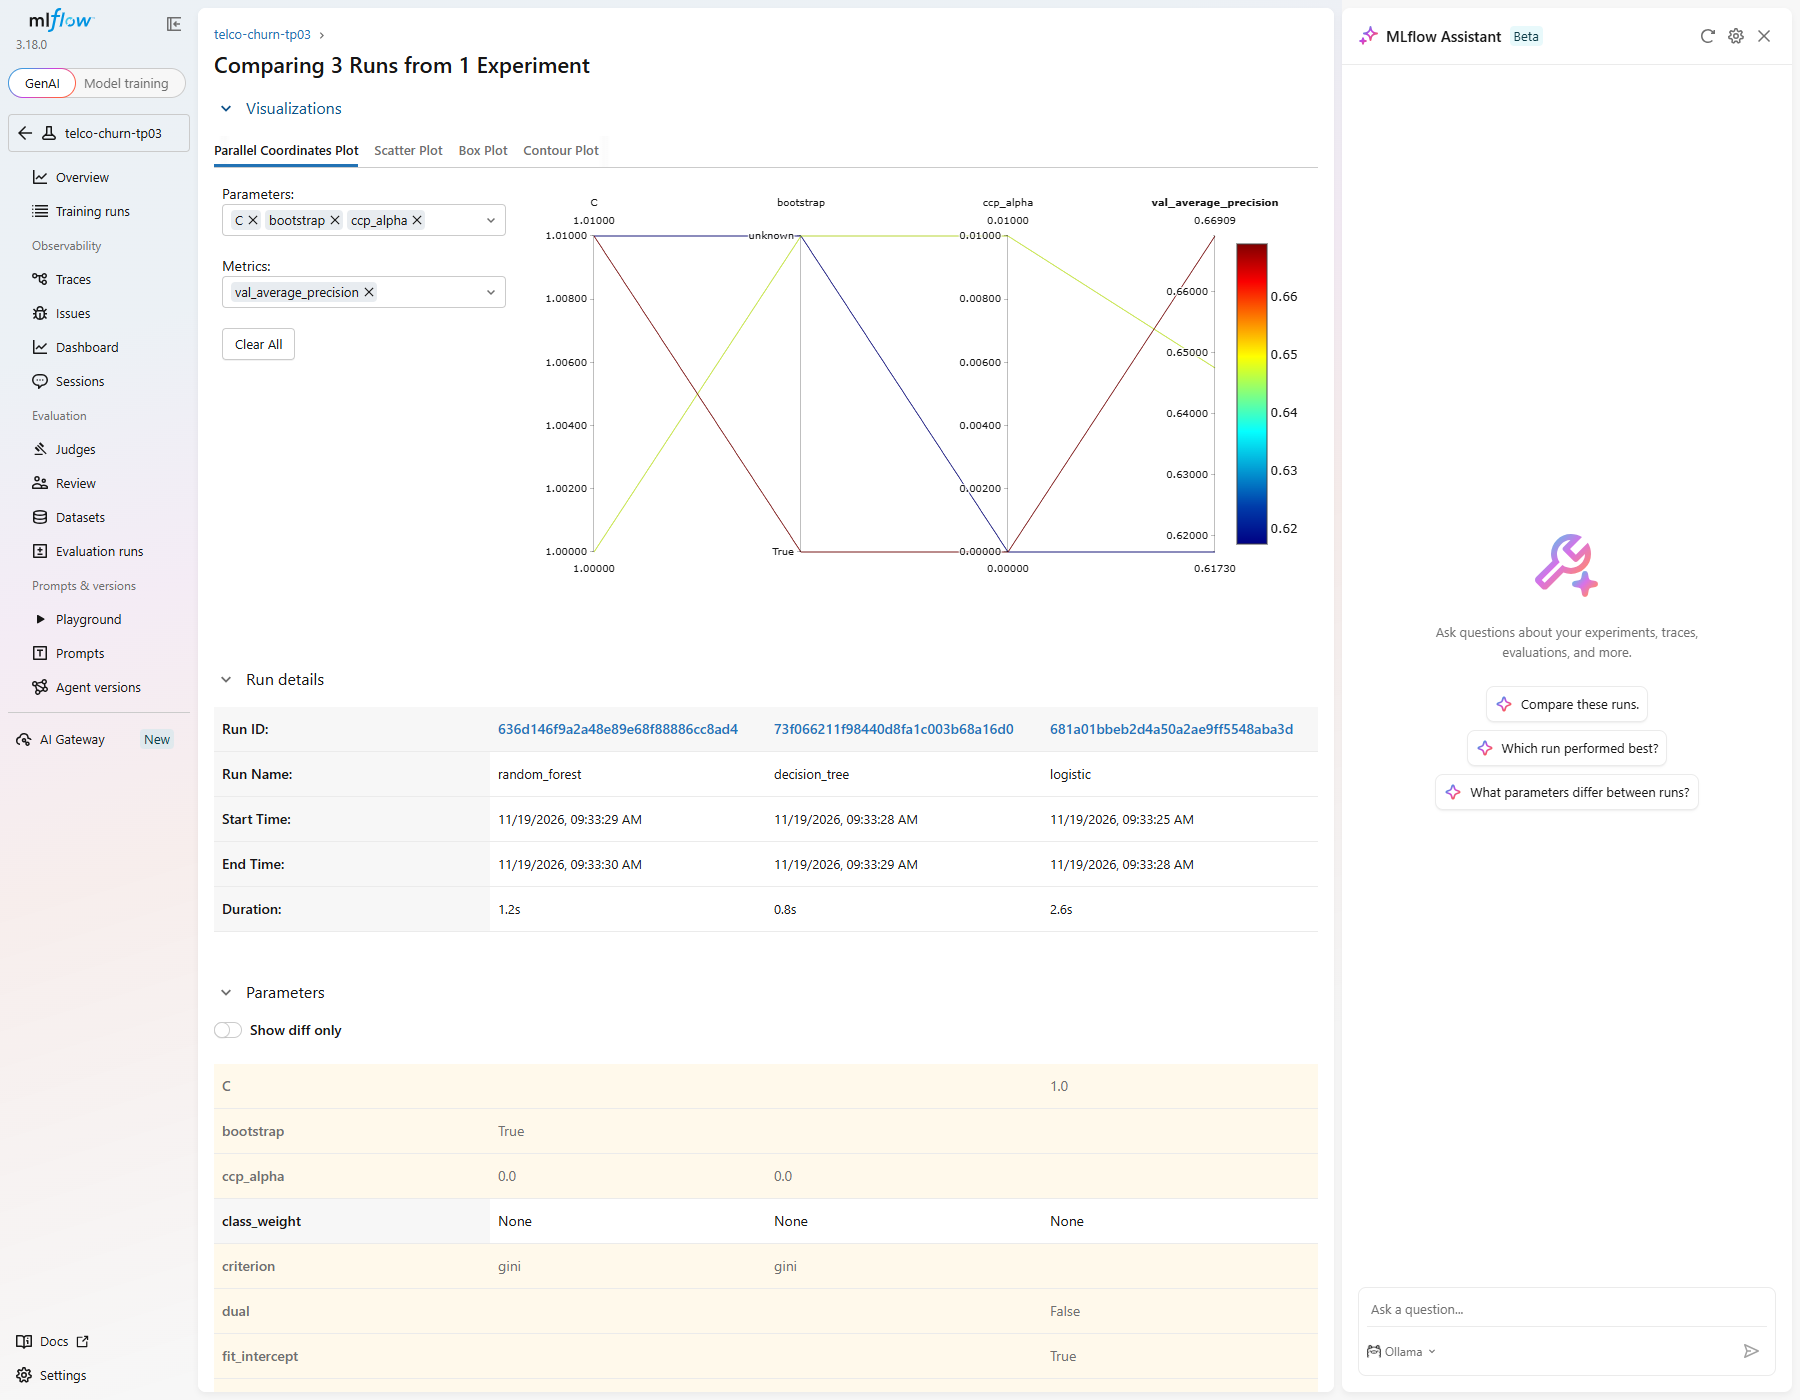 mlflow
3.18.0
GenAI
Model training
telco-churn-tp03
Overview
Training runs
Observability
Traces
Issues
Dashboard
Sessions
Evaluation
Judges
Review
Datasets
Evaluation runs
Prompts & versions
Playground
Prompts
Agent versions
AI Gateway New
Docs
Settings
telco-churn-tp03
Comparing 3 Runs from 1 Experiment
Visualizations
Parallel Coordinates Plot Scatter Plot Box Plot Contour Plot
Parameters:
C bootstrap ccp_alpha
Metrics:
val_average_precision
Clear All
C bootstrap ccp_alpha val_average_precision
1.01000 0.01000 0.66909
1.01000 unknown 0.01000
0.66000 0.66
1.00800 0.00800
0.65000 0.65
1.00600 0.00600
0.64000 0.64
1.00400 0.00400
0.63000 0.63
1.00200 0.00200
0.62000 0.62
1.00000 True 0.00000
1.00000 0.00000 0.61730
Run details
Run ID: 636d146f9a2a48e89e68f88886cc8ad4 73f066211f98440d8fa1c003b68a16d0 681a01bbeb2d4a50a2ae9ff5548aba3d
Run Name: random_forest decision_tree logistic
Start Time: 11/19/2026, 09:33:29 AM 11/19/2026, 09:33:28 AM 11/19/2026, 09:33:25 AM
End Time: 11/19/2026, 09:33:30 AM 11/19/2026, 09:33:29 AM 11/19/2026, 09:33:28 AM
Duration: 1.2s 0.8s 2.6s
Parameters
Show diff only
C 1.0
bootstrap True
ccp_alpha 0.0 0.0
class_weight None None None
criterion gini gini
dual False
fit_intercept True
MLflow Assistant Beta
Ask questions about your experiments, traces,
evaluations, and more.
Compare these runs.
Which run performed best?
What parameters differ between runs?
Ask a question...
Ollama